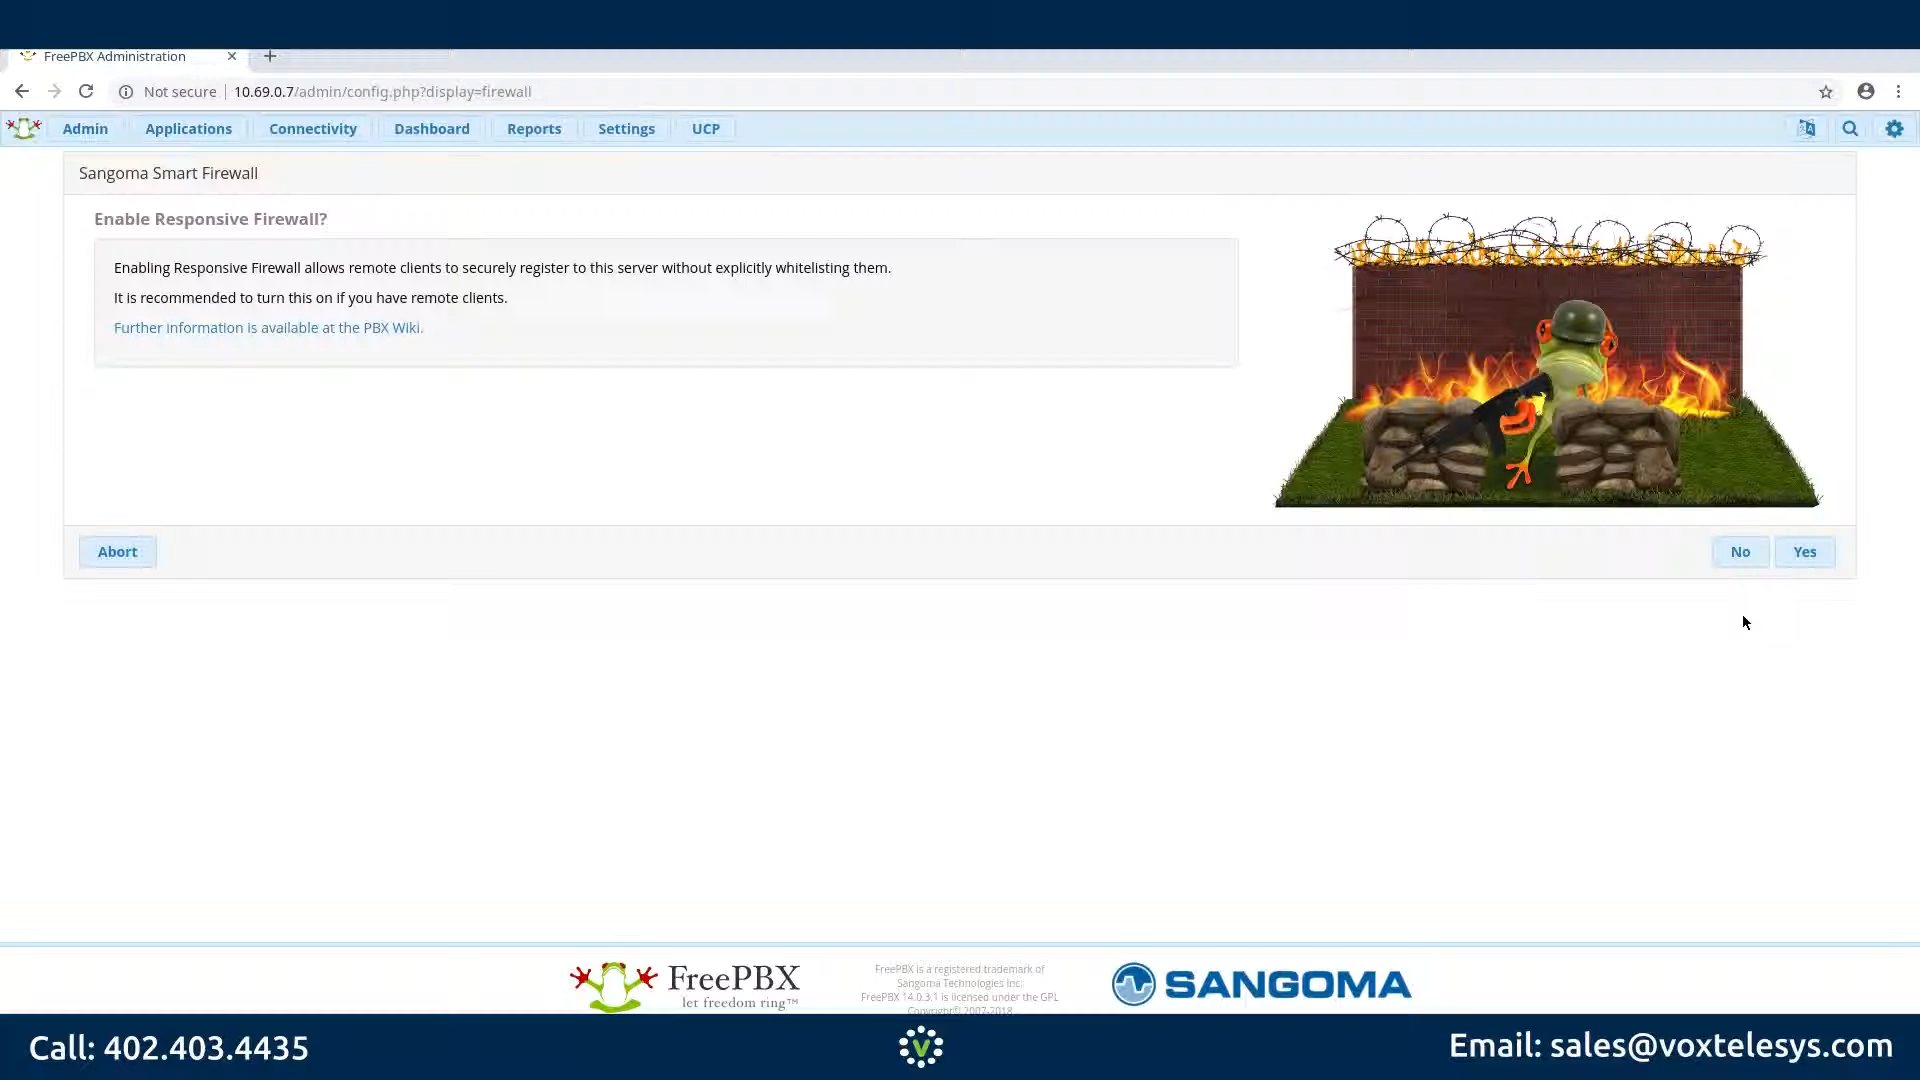 FreePBX Administration
Not secure 10.69.0.7/admin/config.php?display=firewall
Admin Applications Connectivity Dashboard Reports Settings UCP
Sangoma Smart Firewall
Enable Responsive Firewall?
Enabling Responsive Firewall allows remote clients to securely register to this server without explicitly whitelisting them.
It is recommended to turn this on if you have remote clients.
Further information is available at the PBX Wiki.
Abort No Yes
FreePBX
let freedom ring™
FreePBX is a registered trademark of
Sangoma Technologies Inc.
FreePBX 14.0.3.1 is licensed under the GPL
Copyright© 2007-2018
SANGOMA
Call: 402.403.4435
V
Email: sales@voxtelesys.com